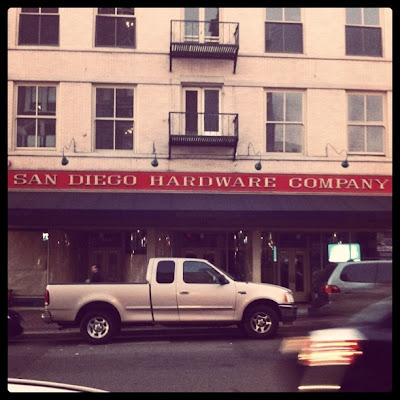 SAN DIEGO HARDWARE COMPANY